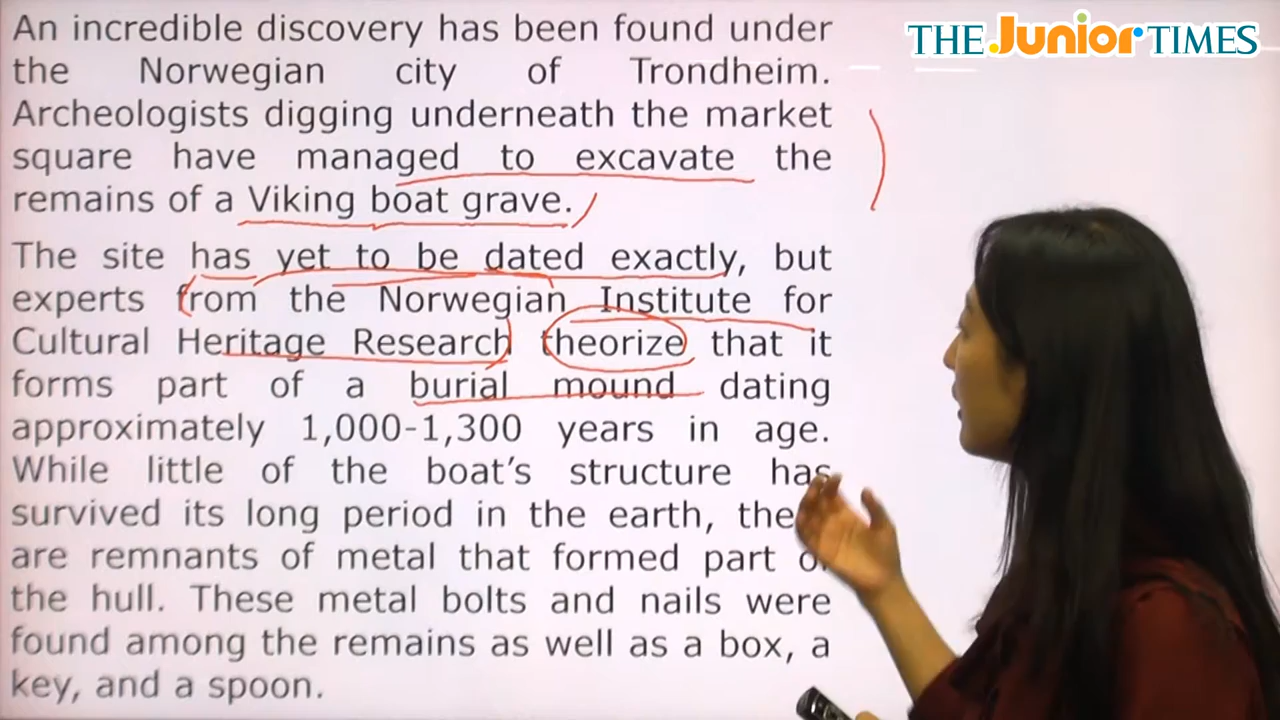 An incredible discovery has been found under
the Norwegian city of Trondheim.
Archeologists digging underneath the market
square have managed to excavate the
remains of a Viking boat grave.
The site has yet to be dated exactly, but
experts from the Norwegian Institute for
Cultural Heritage Research theorize that it
forms part of a burial mound dating
approximately 1,000-1,300 years in age.
While little of the boat's structure has
survived its long period in the earth,
are remnants of metal that formed part
the hull. These metal bolts and nails were
found among the remains as well as a box, a
key, and a spoon.
THE Junior TIMES